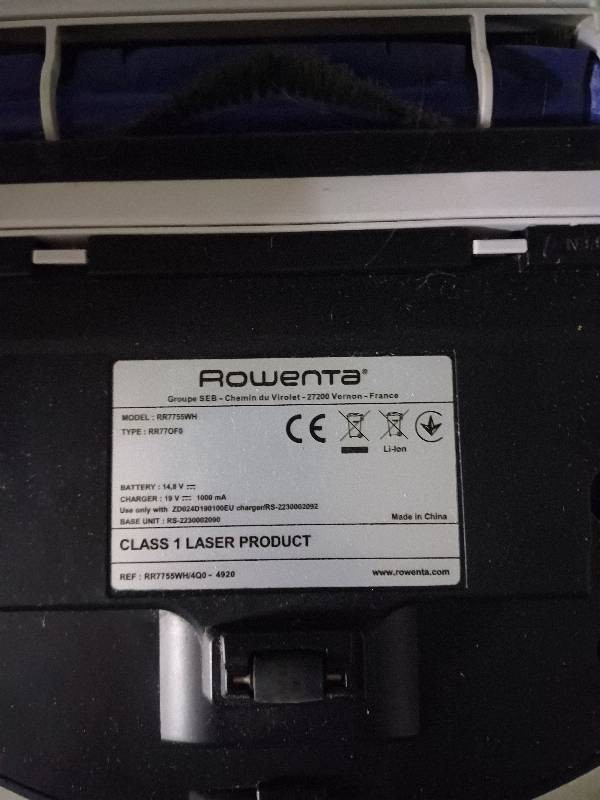 Rowenta®
Groupe SEB - Chemin du Virolet - 27200 Vernon - France
MODEL : RR7755WH
TYPE : RR77OF0
CE
Li-Ion
BATTERY : 14,8 V
CHARGER : 19 V 1000 mA
Use only with ZD024D190100EU charger/RS-2230002092
BASE UNIT : RS-2230002090
Made in China
CLASS 1 LASER PRODUCT
REF : RR7755WH/4Q0 - 4920
www.rowenta.com